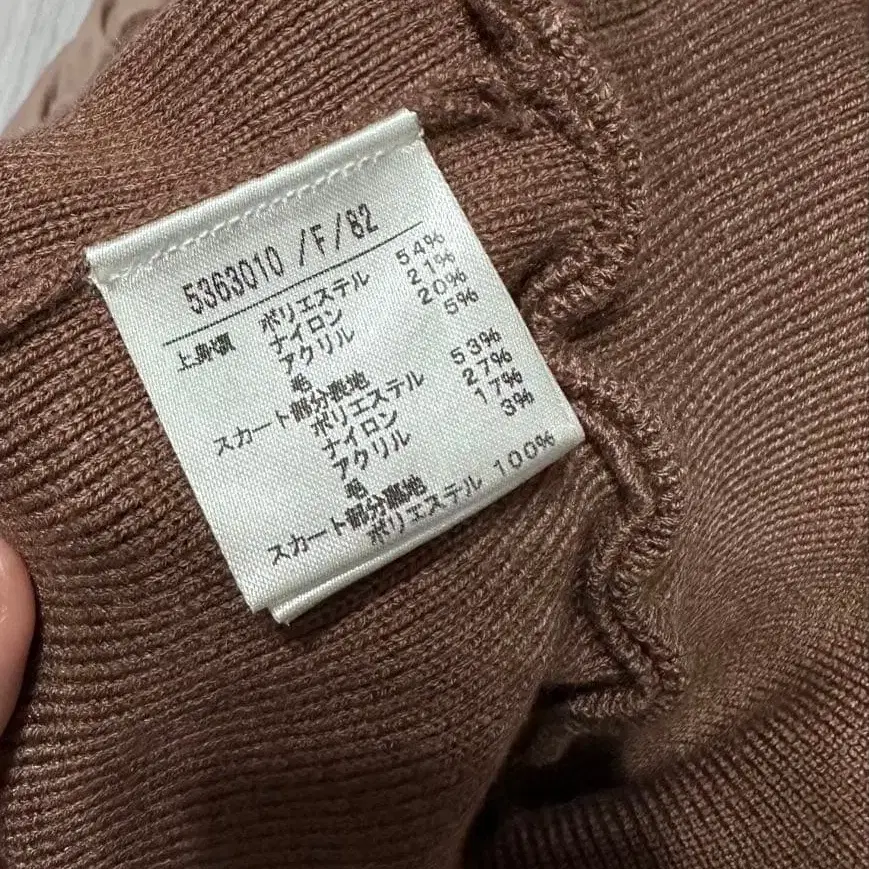 5363010 /F/82
上身頃 ポリエステル 54%
ナイロン 21%
アクリル 20%
毛 5%
スカート部分表地
ポリエステル 53%
ナイロン 27%
アクリル 17%
毛 3%
スカート部分裏地
ポリエステル 100%